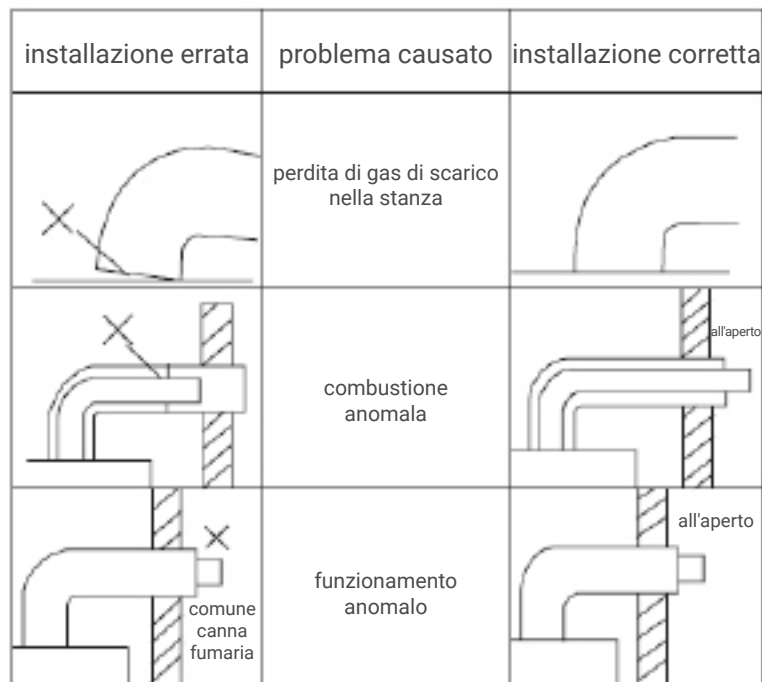 installazione errata
problema causato
installazione corretta
perdita di gas di scarico
nella stanza
combustione
anomala
all'aperto
comune
canna
fumaria
funzionamento
anomalo
all'aperto